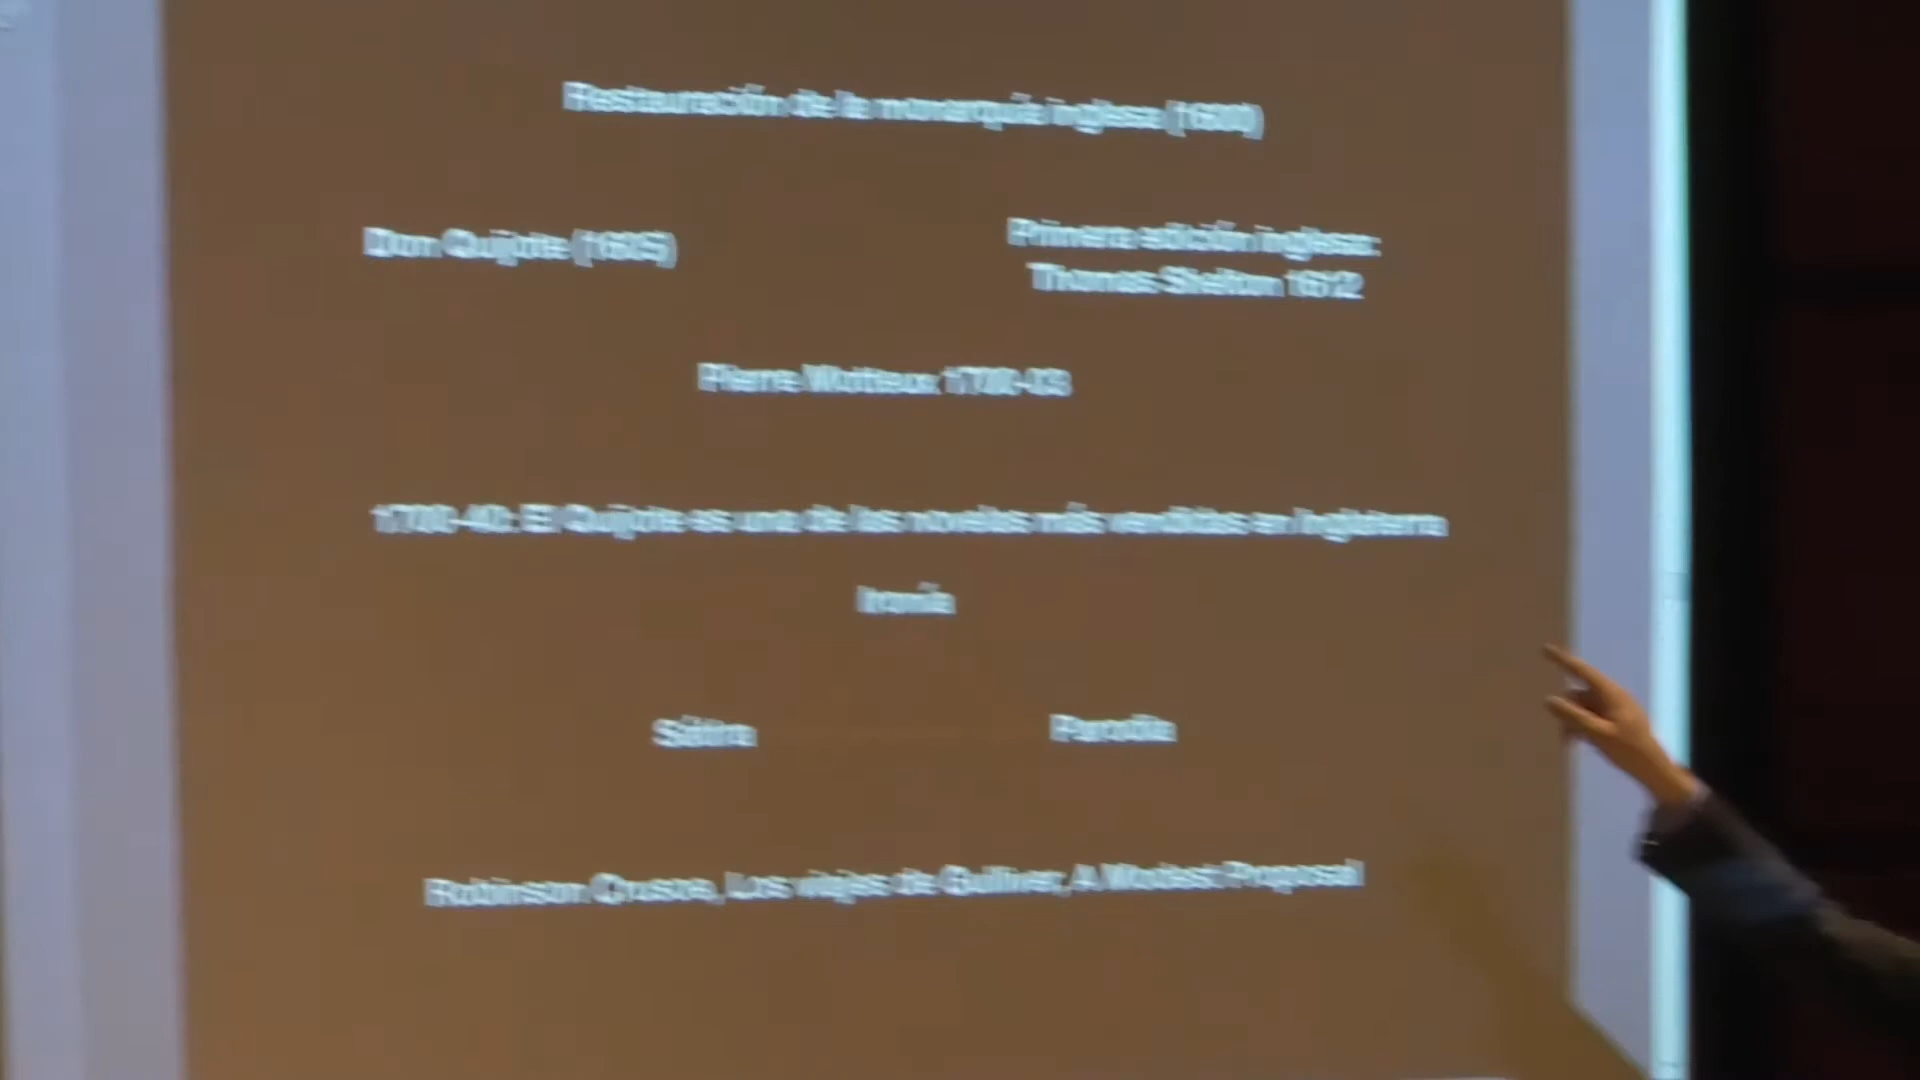 Restauración de la monarquía inglesa (1660)
Don Quijote (1605)
Primera edición inglesa:
Thomas Shelton 1612
Pierre Motteux 1700-03
1700-40: El Quijote es una de las novelas más vendidas en Inglaterra
Ironía
Sátira
Parodia
Robinson Crusoe, Los viajes de Gulliver, A Modest Proposal